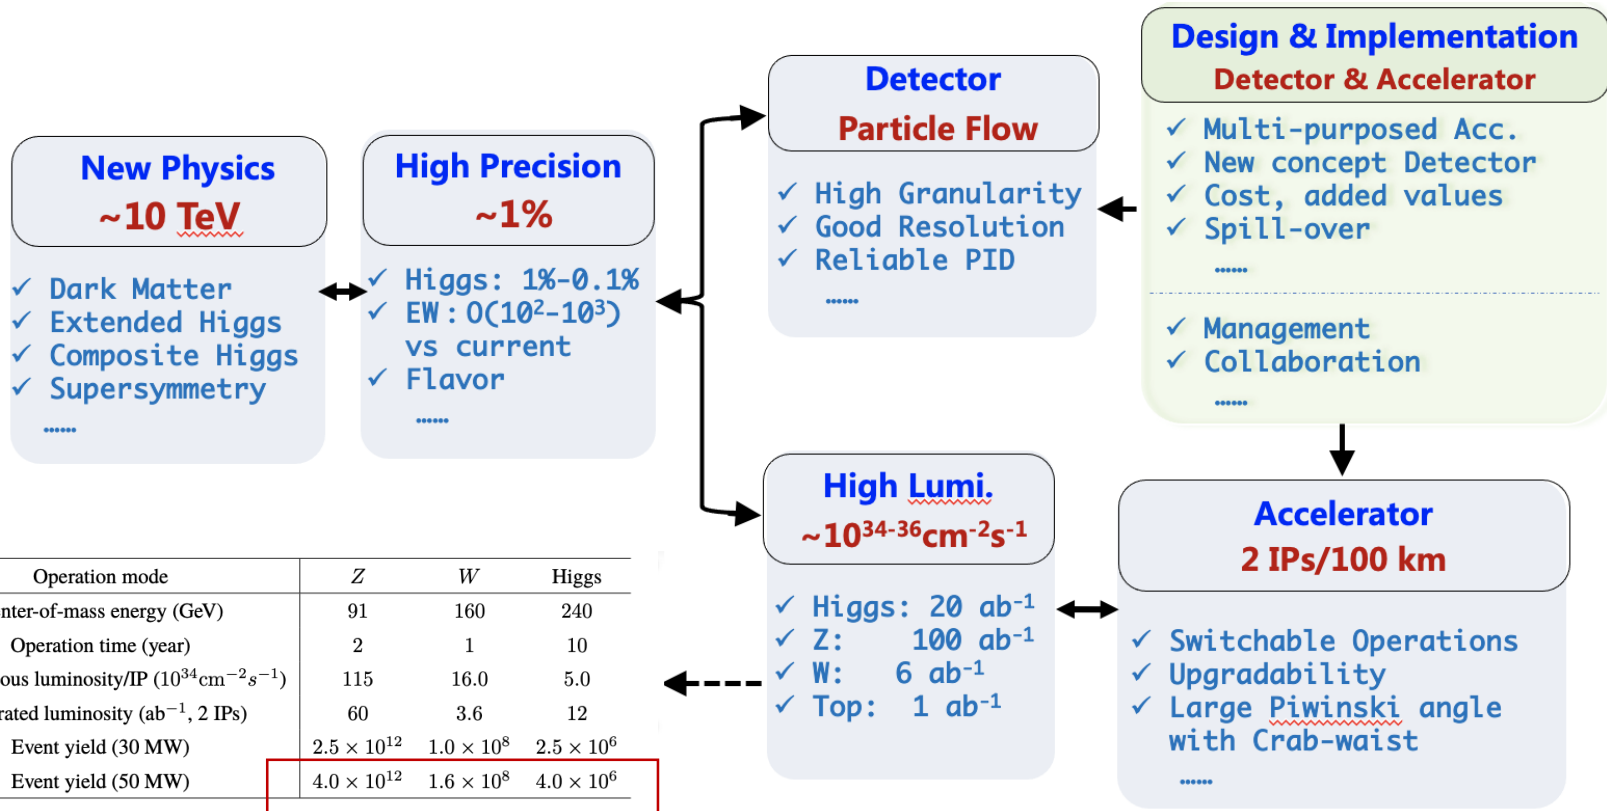 New Physics
~10 TeV
✓ Dark Matter
✓ Extended Higgs
✓ Composite Higgs
✓ Supersymmetry
......
High Precision
~1%
✓ Higgs: 1%-0.1%
✓ EW : O(10²-10³)
vs current
✓ Flavor
......
Detector
Particle Flow
✓ High Granularity
✓ Good Resolution
✓ Reliable PID
......
Design & Implementation
Detector & Accelerator
✓ Multi-purposed Acc.
✓ New concept Detector
✓ Cost, added values
✓ Spill-over
......
✓ Management
✓ Collaboration
......
High Lumi.
~10³⁴⁻³⁶cm⁻²s⁻¹
✓ Higgs: 20 ab⁻¹
✓ Z: 100 ab⁻¹
✓ W: 6 ab⁻¹
✓ Top: 1 ab⁻¹
Accelerator
2 IPs/100 km
✓ Switchable Operations
✓ Upgradability
✓ Large Piwinski angle
with Crab-waist
......
Operation mode Z W Higgs
nter-of-mass energy (GeV) 91 160 240
Operation time (year) 2 1 10
ous luminosity/IP (10³⁴cm⁻²s⁻¹) 115 16.0 5.0
rated luminosity (ab⁻¹, 2 IPs) 60 3.6 12
Event yield (30 MW) 2.5 × 10¹² 1.0 × 10⁸ 2.5 × 10⁶
Event yield (50 MW) 4.0 × 10¹² 1.6 × 10⁸ 4.0 × 10⁶